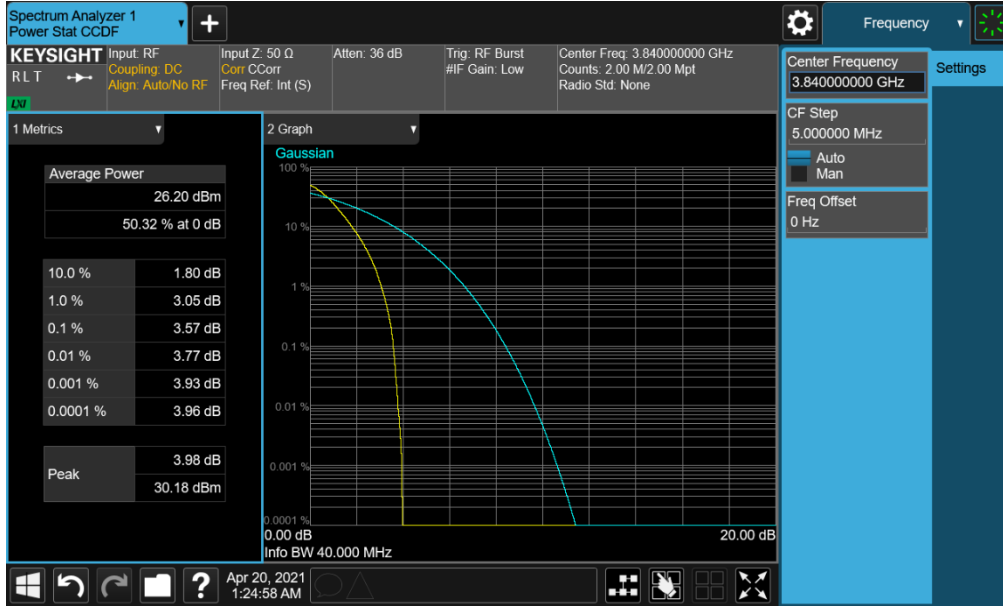 Spectrum Analyzer 1
Power Stat CCDF
+
Frequency
KEYSIGHT
RLT
LXI
Input: RF
Coupling: DC
Align: Auto/No RF
Input Z: 50 Ω
Corr CCorr
Freq Ref: Int (S)
Atten: 36 dB
Trig: RF Burst
#IF Gain: Low
Center Freq: 3.840000000 GHz
Counts: 2.00 M/2.00 Mpt
Radio Std: None
Center Frequency
3.840000000 GHz
Settings
CF Step
5.000000 MHz
Auto
Man
Freq Offset
0 Hz
1 Metrics
Average Power
26.20 dBm
50.32 % at 0 dB
10.0 % 1.80 dB
1.0 % 3.05 dB
0.1 % 3.57 dB
0.01 % 3.77 dB
0.001 % 3.93 dB
0.0001 % 3.96 dB
Peak
3.98 dB
30.18 dBm
2 Graph
Gaussian
100 %
10 %
1 %
0.1 %
0.01 %
0.001 %
0.0001 %
0.00 dB 20.00 dB
Info BW 40.000 MHz
?
Apr 20, 2021
1:24:58 AM